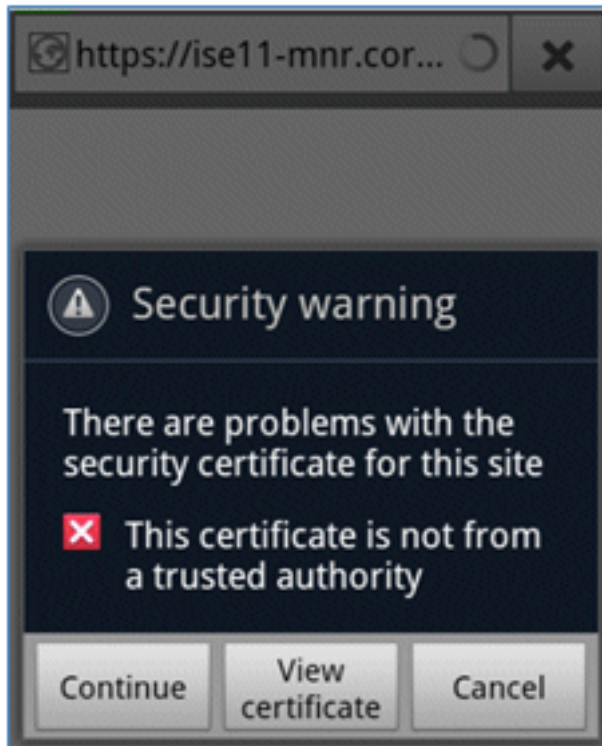 https://ise11-mnr.cor...
Security warning
There are problems with the
security certificate for this site
This certificate is not from
a trusted authority
Continue
View
certificate
Cancel